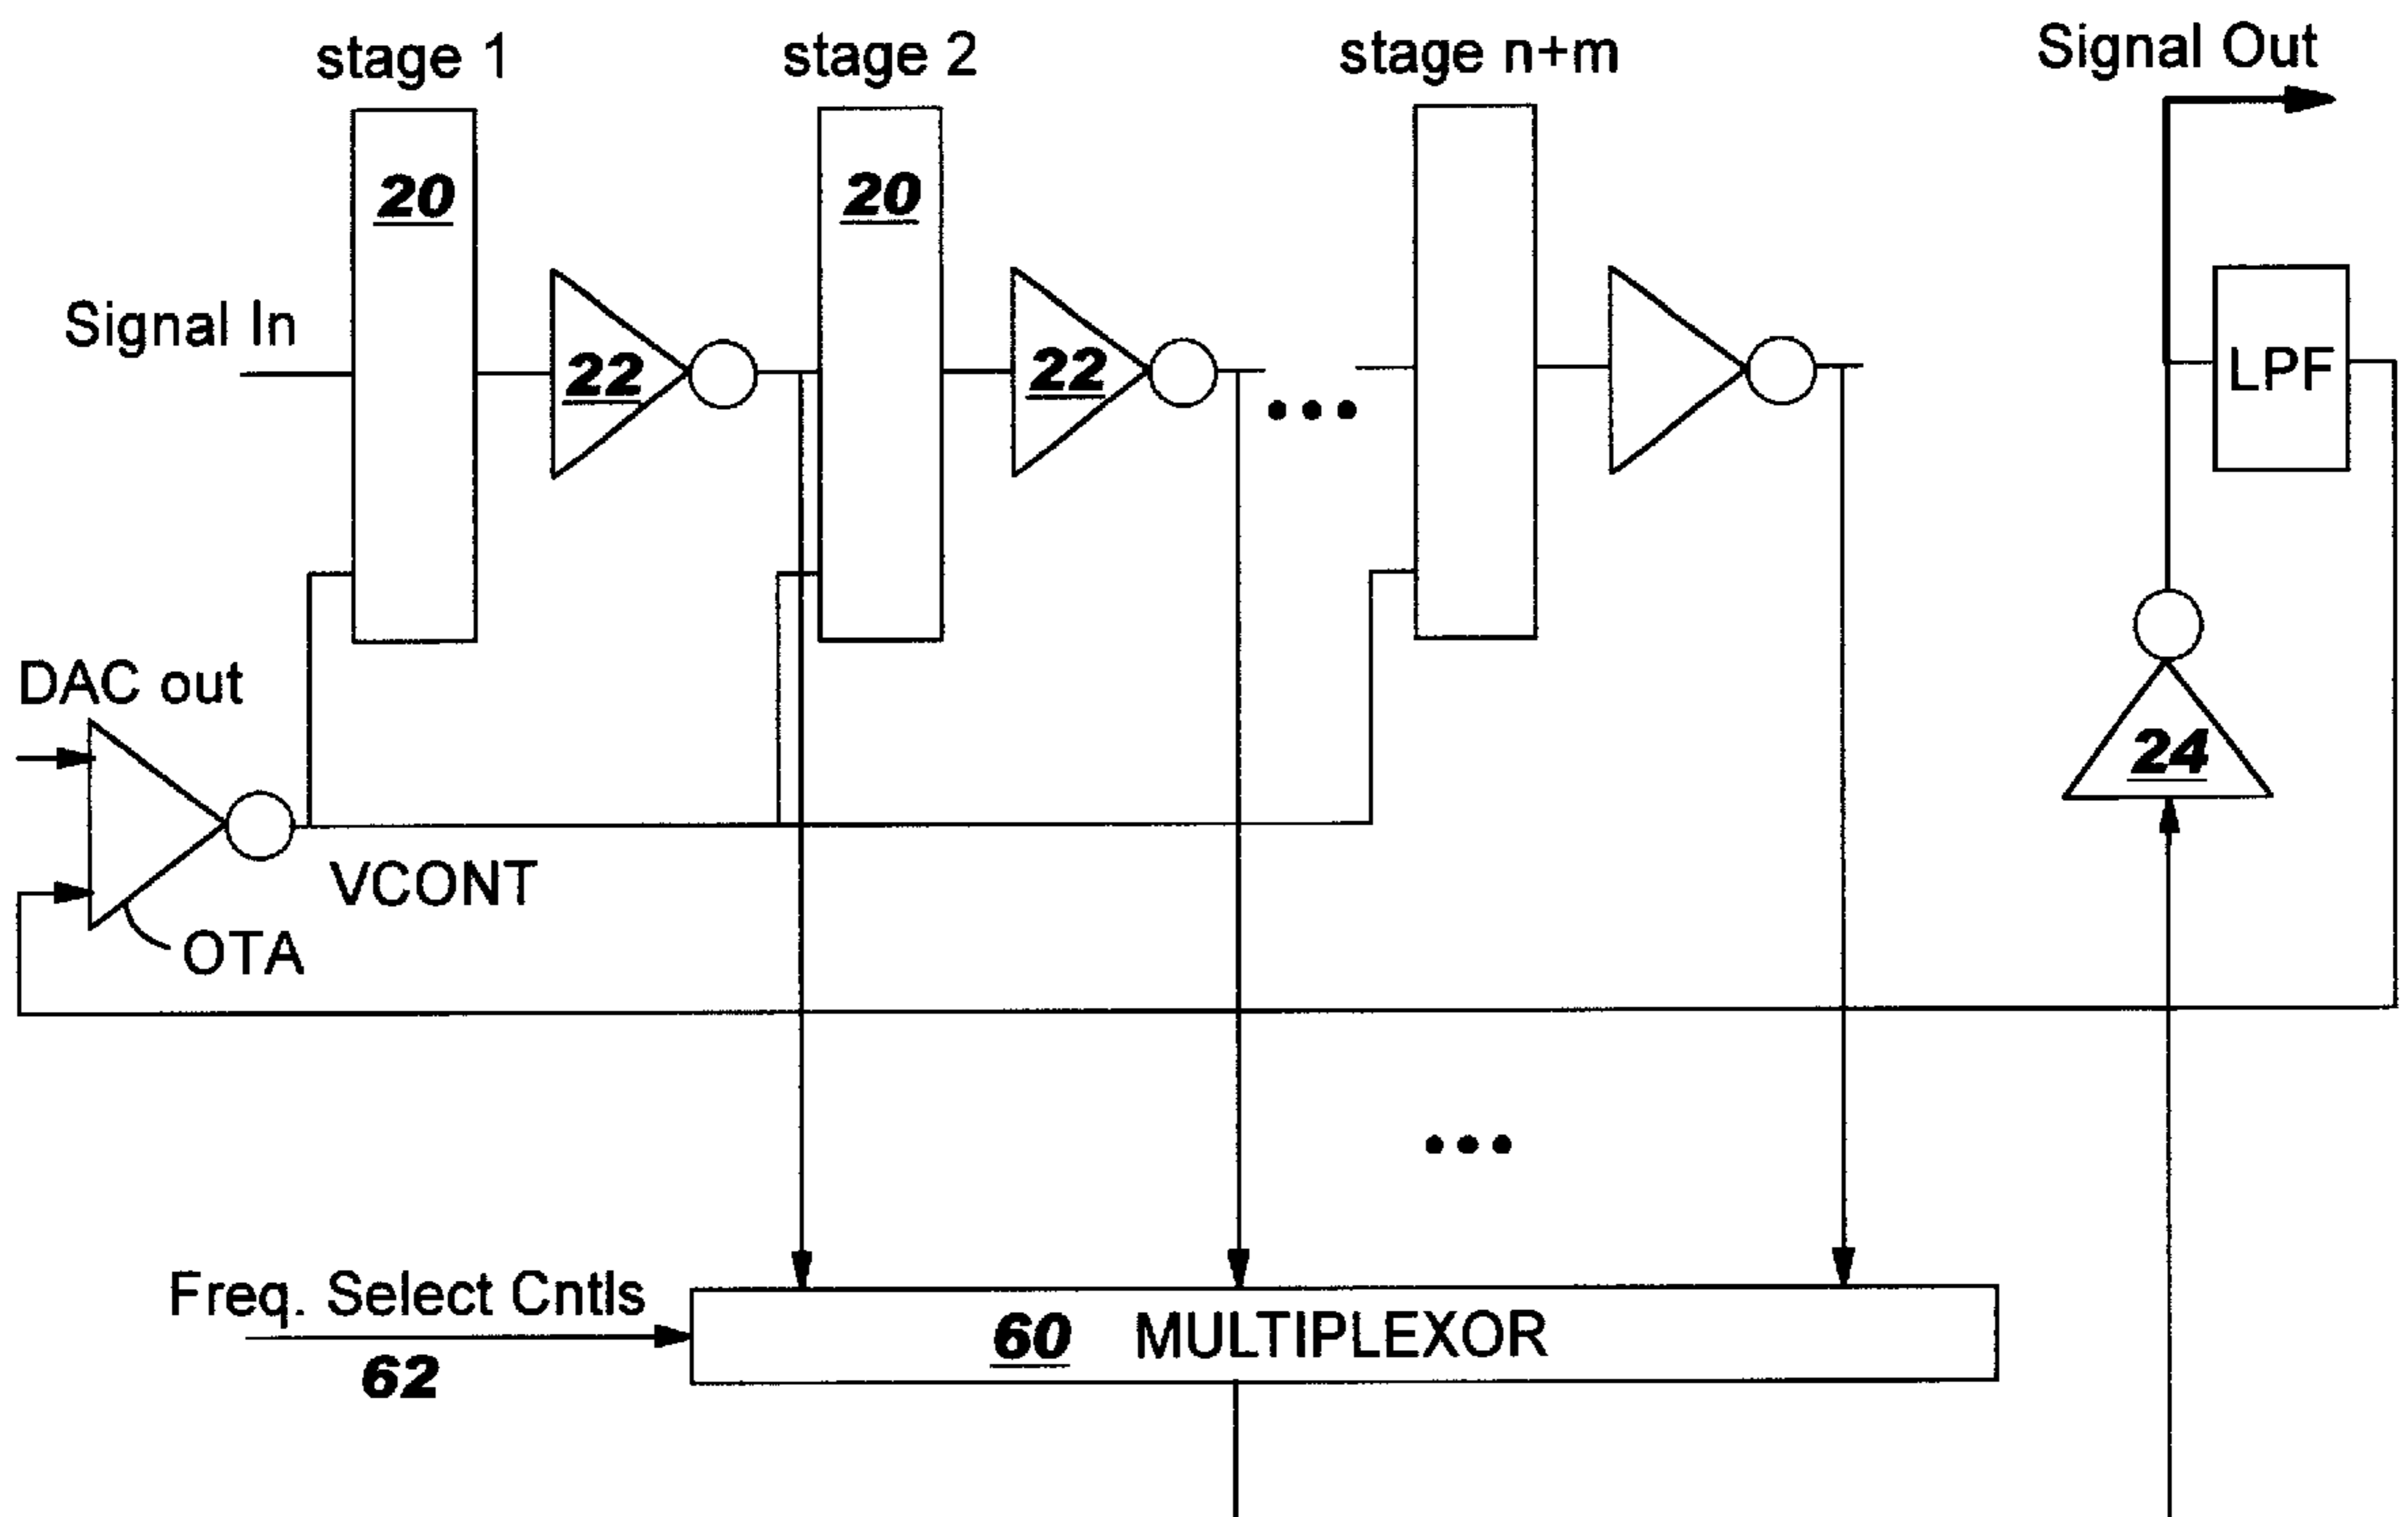 stage 1
stage 2
stage n+m
Signal Out
20
20
Signal In
22
22
LPF
DAC out
24
VCONT
OTA
Freq. Select Cntls
62
60 MULTIPLEXOR